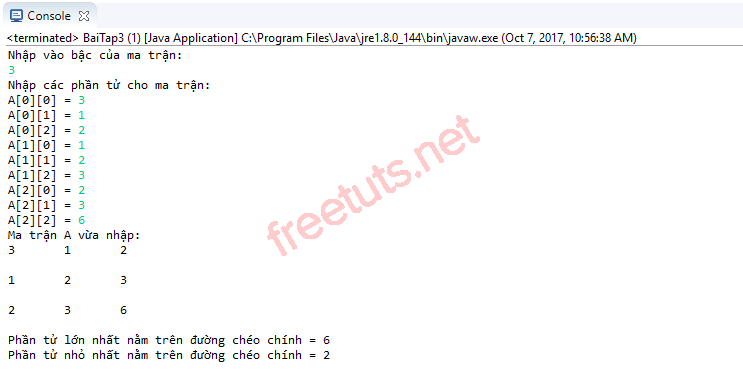 Console
<terminated> BaiTap3 (1) [Java Application] C:\Program Files\Java\jre1.8.0_144\bin\javaw.exe (Oct 7, 2017, 10:56:38 AM)
Nhập vào bậc của ma trận:
3
Nhập các phần tử cho ma trận:
A[0][0] = 3
A[0][1] = 1
A[0][2] = 2
A[1][0] = 1
A[1][1] = 2
A[1][2] = 3
A[2][0] = 2
A[2][1] = 3
A[2][2] = 6
Ma trận A vừa nhập:
3 1 2
1 2 3
2 3 6
Phần tử lớn nhất nằm trên đường chéo chính = 6
Phần tử nhỏ nhất nằm trên đường chéo chính = 2
freetuts.net